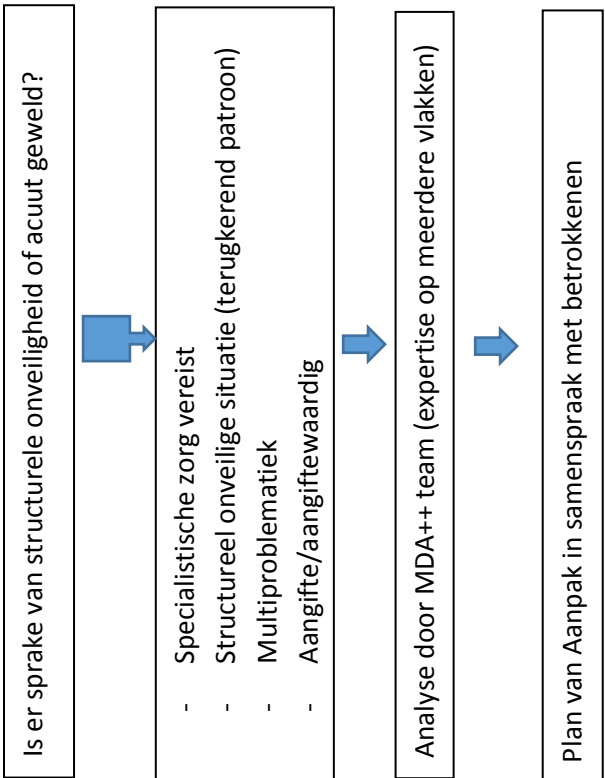 Is er sprake van structurele onveiligheid of acuut geweld?
- Specialistische zorg vereist
- Structureel onveilige situatie (terugkerend patroon)
- Multiproblematiek
- Aangifte/aangiftewaardig
Analyse door MDA++ team (expertise op meerdere vlakken)
Plan van Aanpak in samenspraak met betrokkenen